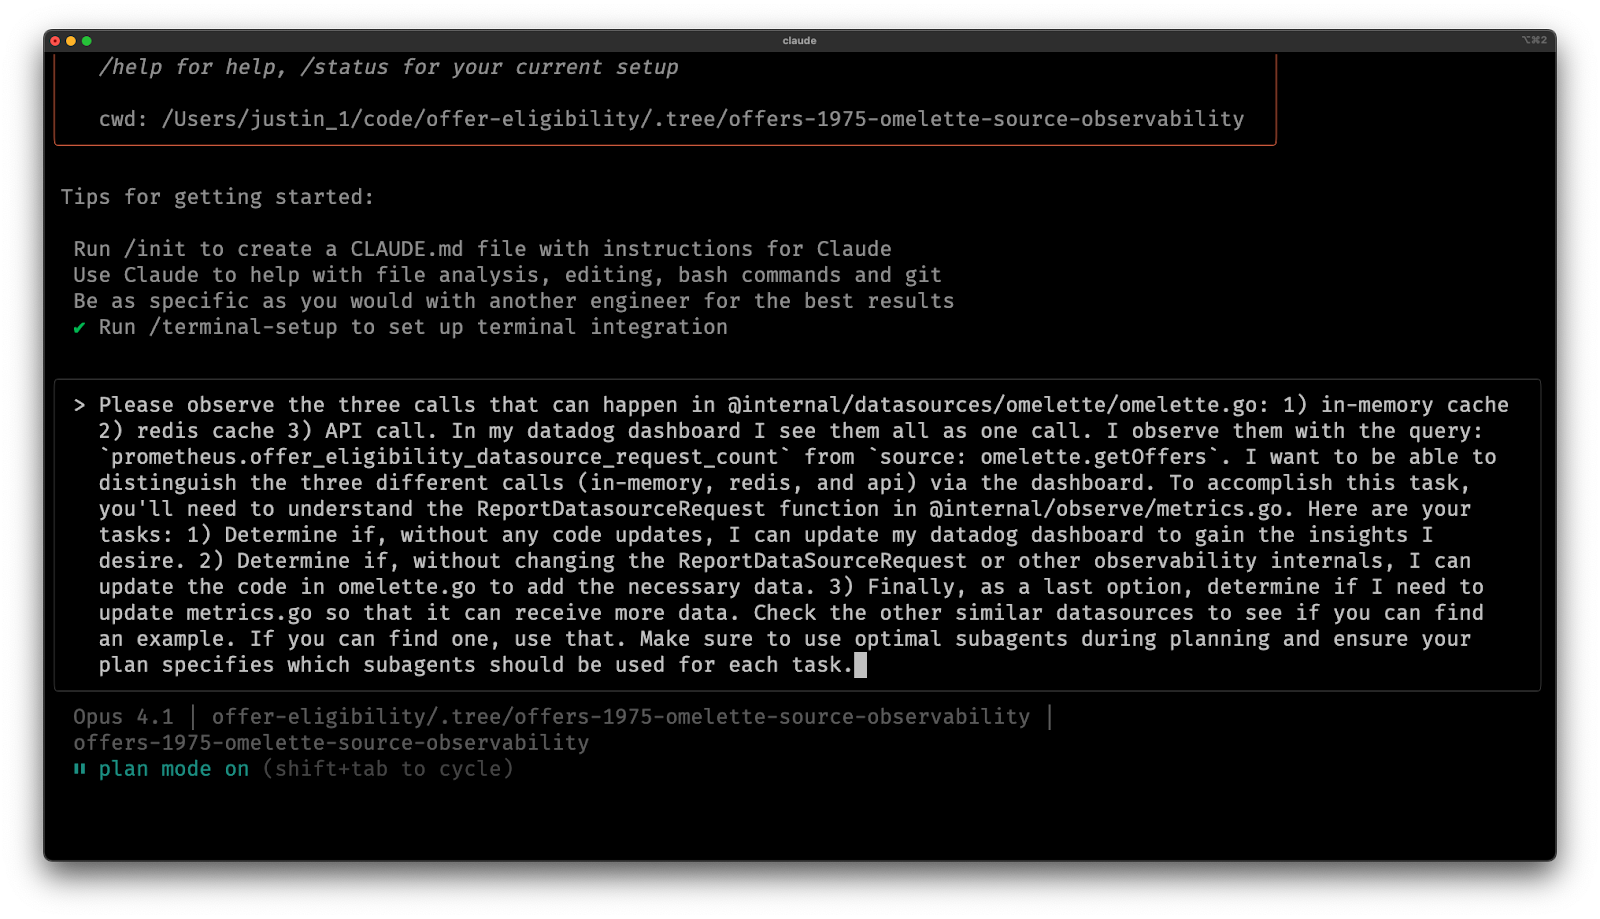 claude
⌥⌘2
/help for help, /status for your current setup
cwd: /Users/justin_1/code/offer-eligibility/.tree/offers-1975-omelette-source-observability
Tips for getting started:
Run /init to create a CLAUDE.md file with instructions for Claude
Use Claude to help with file analysis, editing, bash commands and git
Be as specific as you would with another engineer for the best results
✔ Run /terminal-setup to set up terminal integration
> Please observe the three calls that can happen in @internal/datasources/omelette/omelette.go: 1) in-memory cache
2) redis cache 3) API call. In my datadog dashboard I see them all as one call. I observe them with the query:
`prometheus.offer_eligibility_datasource_request_count` from `source: omelette.getOffers`. I want to be able to
distinguish the three different calls (in-memory, redis, and api) via the dashboard. To accomplish this task,
you'll need to understand the ReportDatasourceRequest function in @internal/observe/metrics.go. Here are your
tasks: 1) Determine if, without any code updates, I can update my datadog dashboard to gain the insights I
desire. 2) Determine if, without changing the ReportDataSourceRequest or other observability internals, I can
update the code in omelette.go to add the necessary data. 3) Finally, as a last option, determine if I need to
update metrics.go so that it can receive more data. Check the other similar datasources to see if you can find
an example. If you can find one, use that. Make sure to use optimal subagents during planning and ensure your
plan specifies which subagents should be used for each task.
Opus 4.1 | offer-eligibility/.tree/offers-1975-omelette-source-observability |
offers-1975-omelette-source-observability
⏸ plan mode on (shift+tab to cycle)